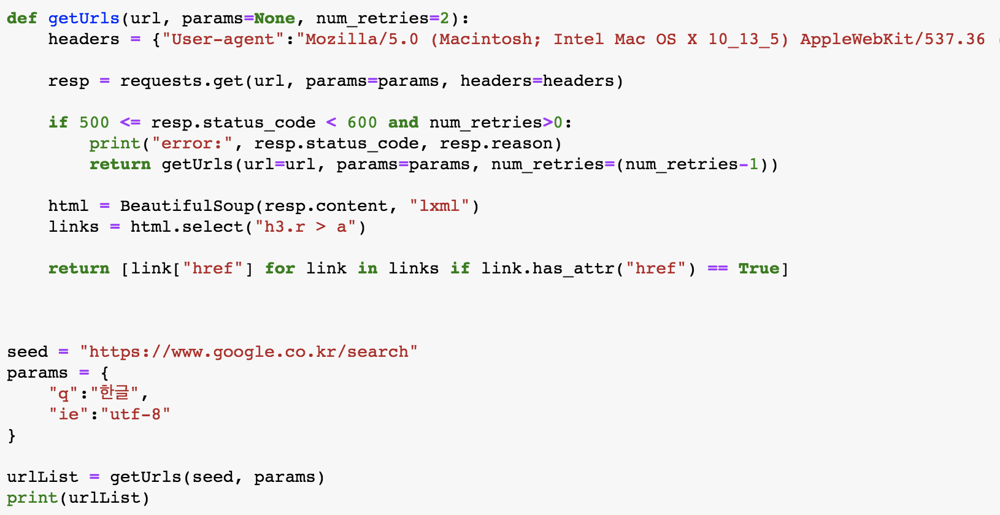 def getUrls(url, params=None, num_retries=2):
    headers = {"User-agent":"Mozilla/5.0 (Macintosh; Intel Mac OS X 10_13_5) AppleWebKit/537.36 (
    resp = requests.get(url, params=params, headers=headers)
    if 500 <= resp.status_code < 600 and num_retries>0:
        print("error:", resp.status_code, resp.reason)
        return getUrls(url=url, params=params, num_retries=(num_retries-1))
    html = BeautifulSoup(resp.content, "lxml")
    links = html.select("h3.r > a")
    return [link["href"] for link in links if link.has_attr("href") == True]
seed = "https://www.google.co.kr/search"
params = {
    "q":"한글",
    "ie":"utf-8"
}
urlList = getUrls(seed, params)
print(urlList)